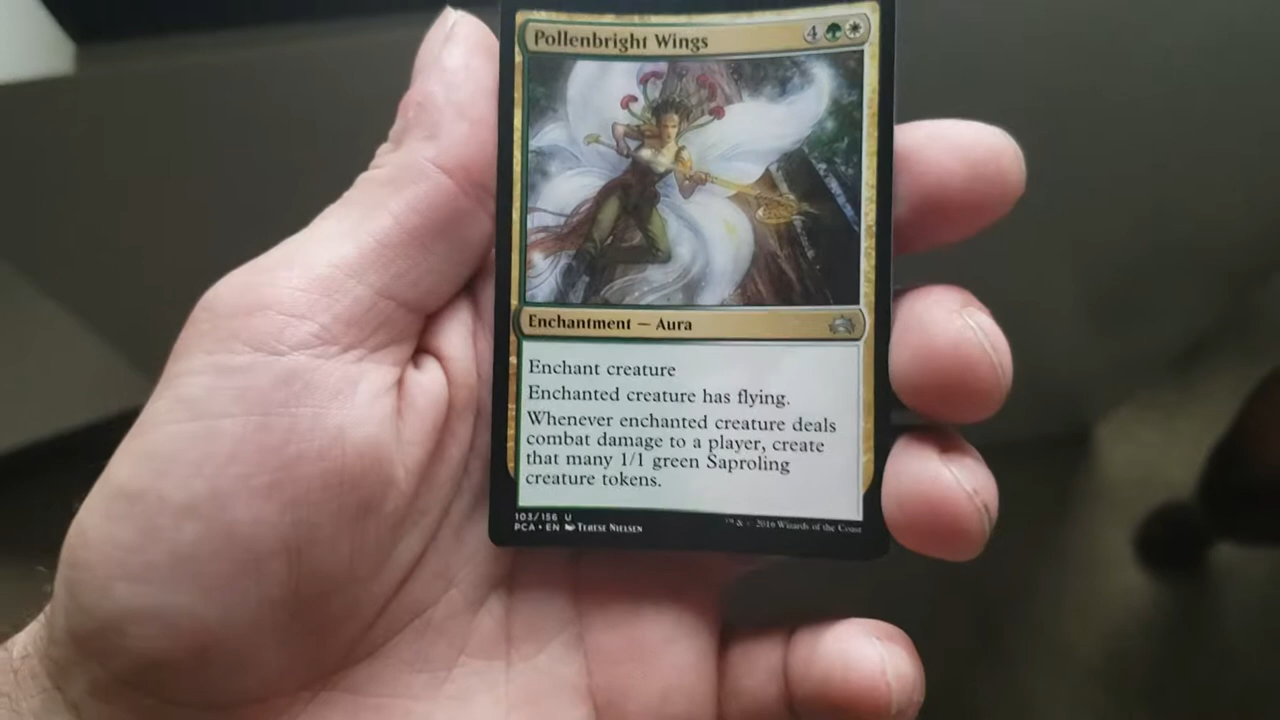 Pollenbright Wings 4
Enchantment — Aura
Enchant creature
Enchanted creature has flying.
Whenever enchanted creature deals
combat damage to a player, create
that many 1/1 green Saproling
creature tokens.
103/156 U
PCA • EN Terese Nielsen
™ & © 2016 Wizards of the Coast